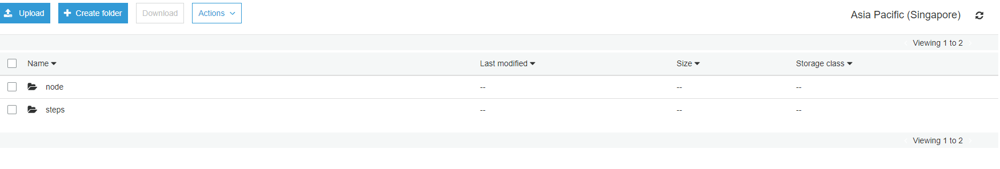 Upload Create folder Download Actions Asia Pacific (Singapore)
Viewing 1 to 2
Name Last modified Size Storage class
node -- -- --
steps -- -- --
Viewing 1 to 2